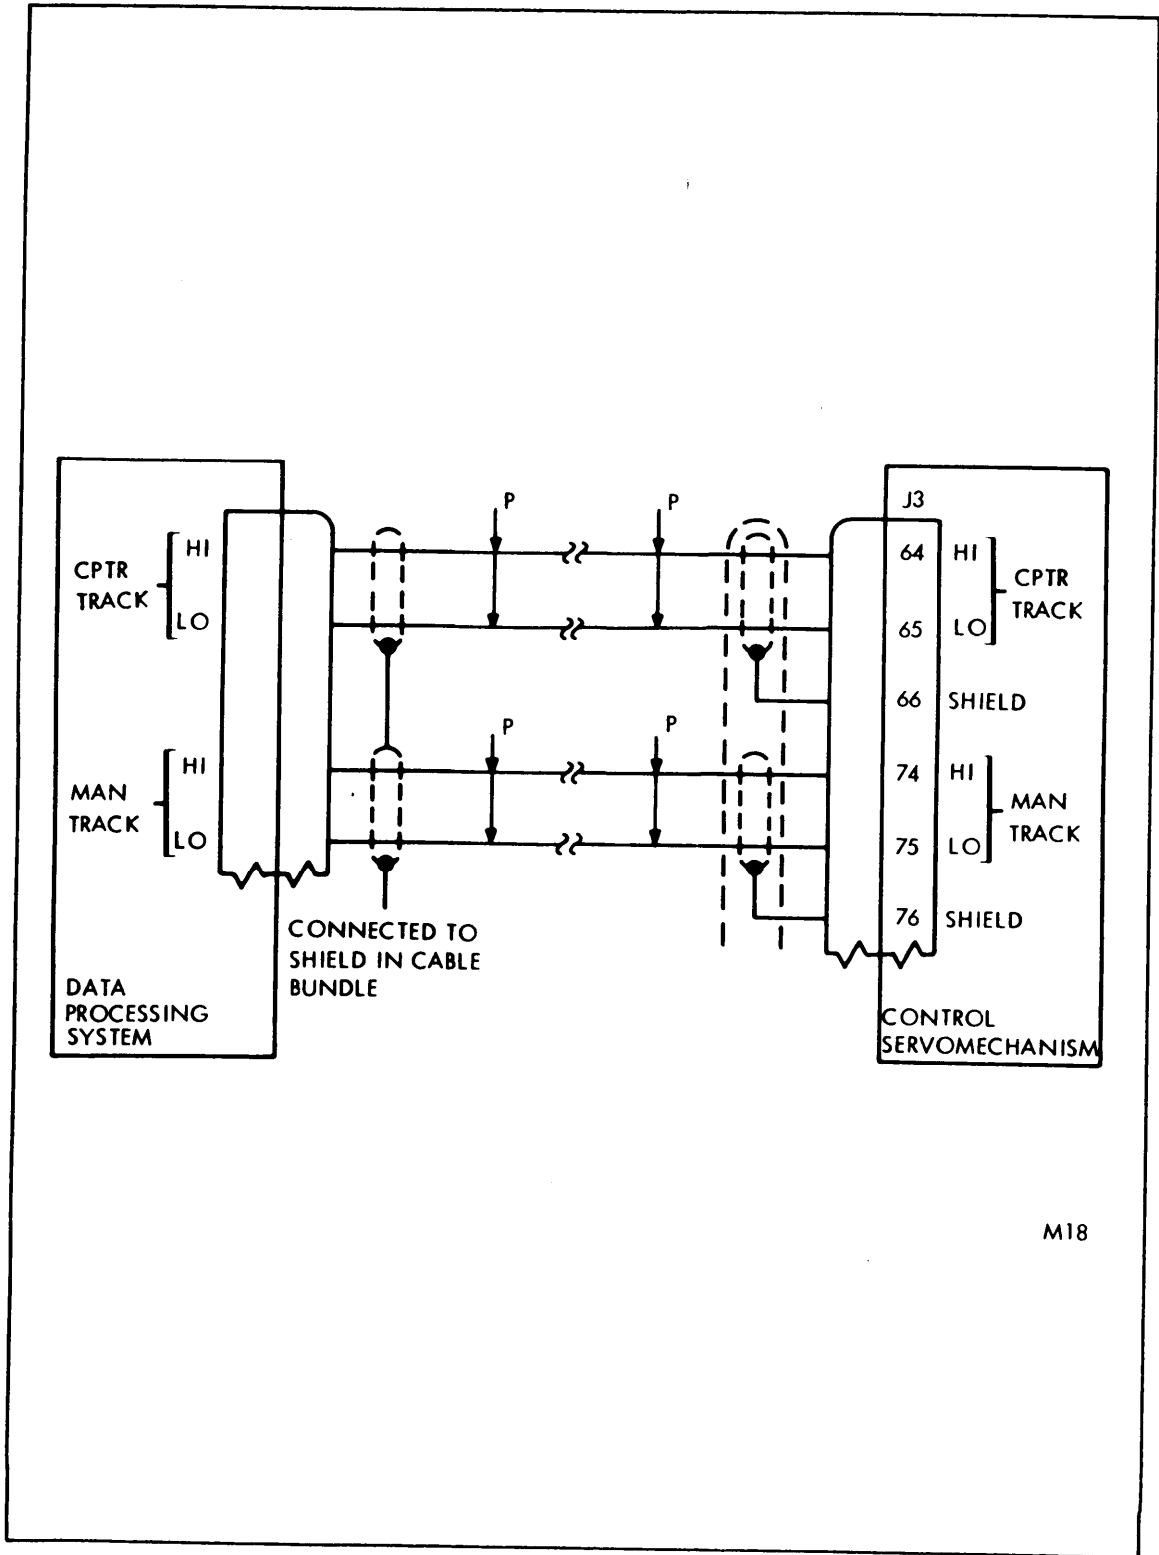 P
P
J3
HI
64
HI
CPTR
TRACK
CPTR
TRACK
LO
65
LO
66
SHIELD
P
P
HI
74
HI
MAN
TRACK
MAN
TRACK
LO
75
LO
76
SHIELD
CONNECTED TO
SHIELD IN CABLE
BUNDLE
DATA
PROCESSING
SYSTEM
CONTROL
SERVOMECHANISM
M18